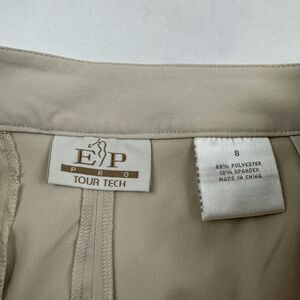 EP
PRO
TOUR TECH
8
88% POLYESTER
12% SPANDEX
MADE IN CHINA